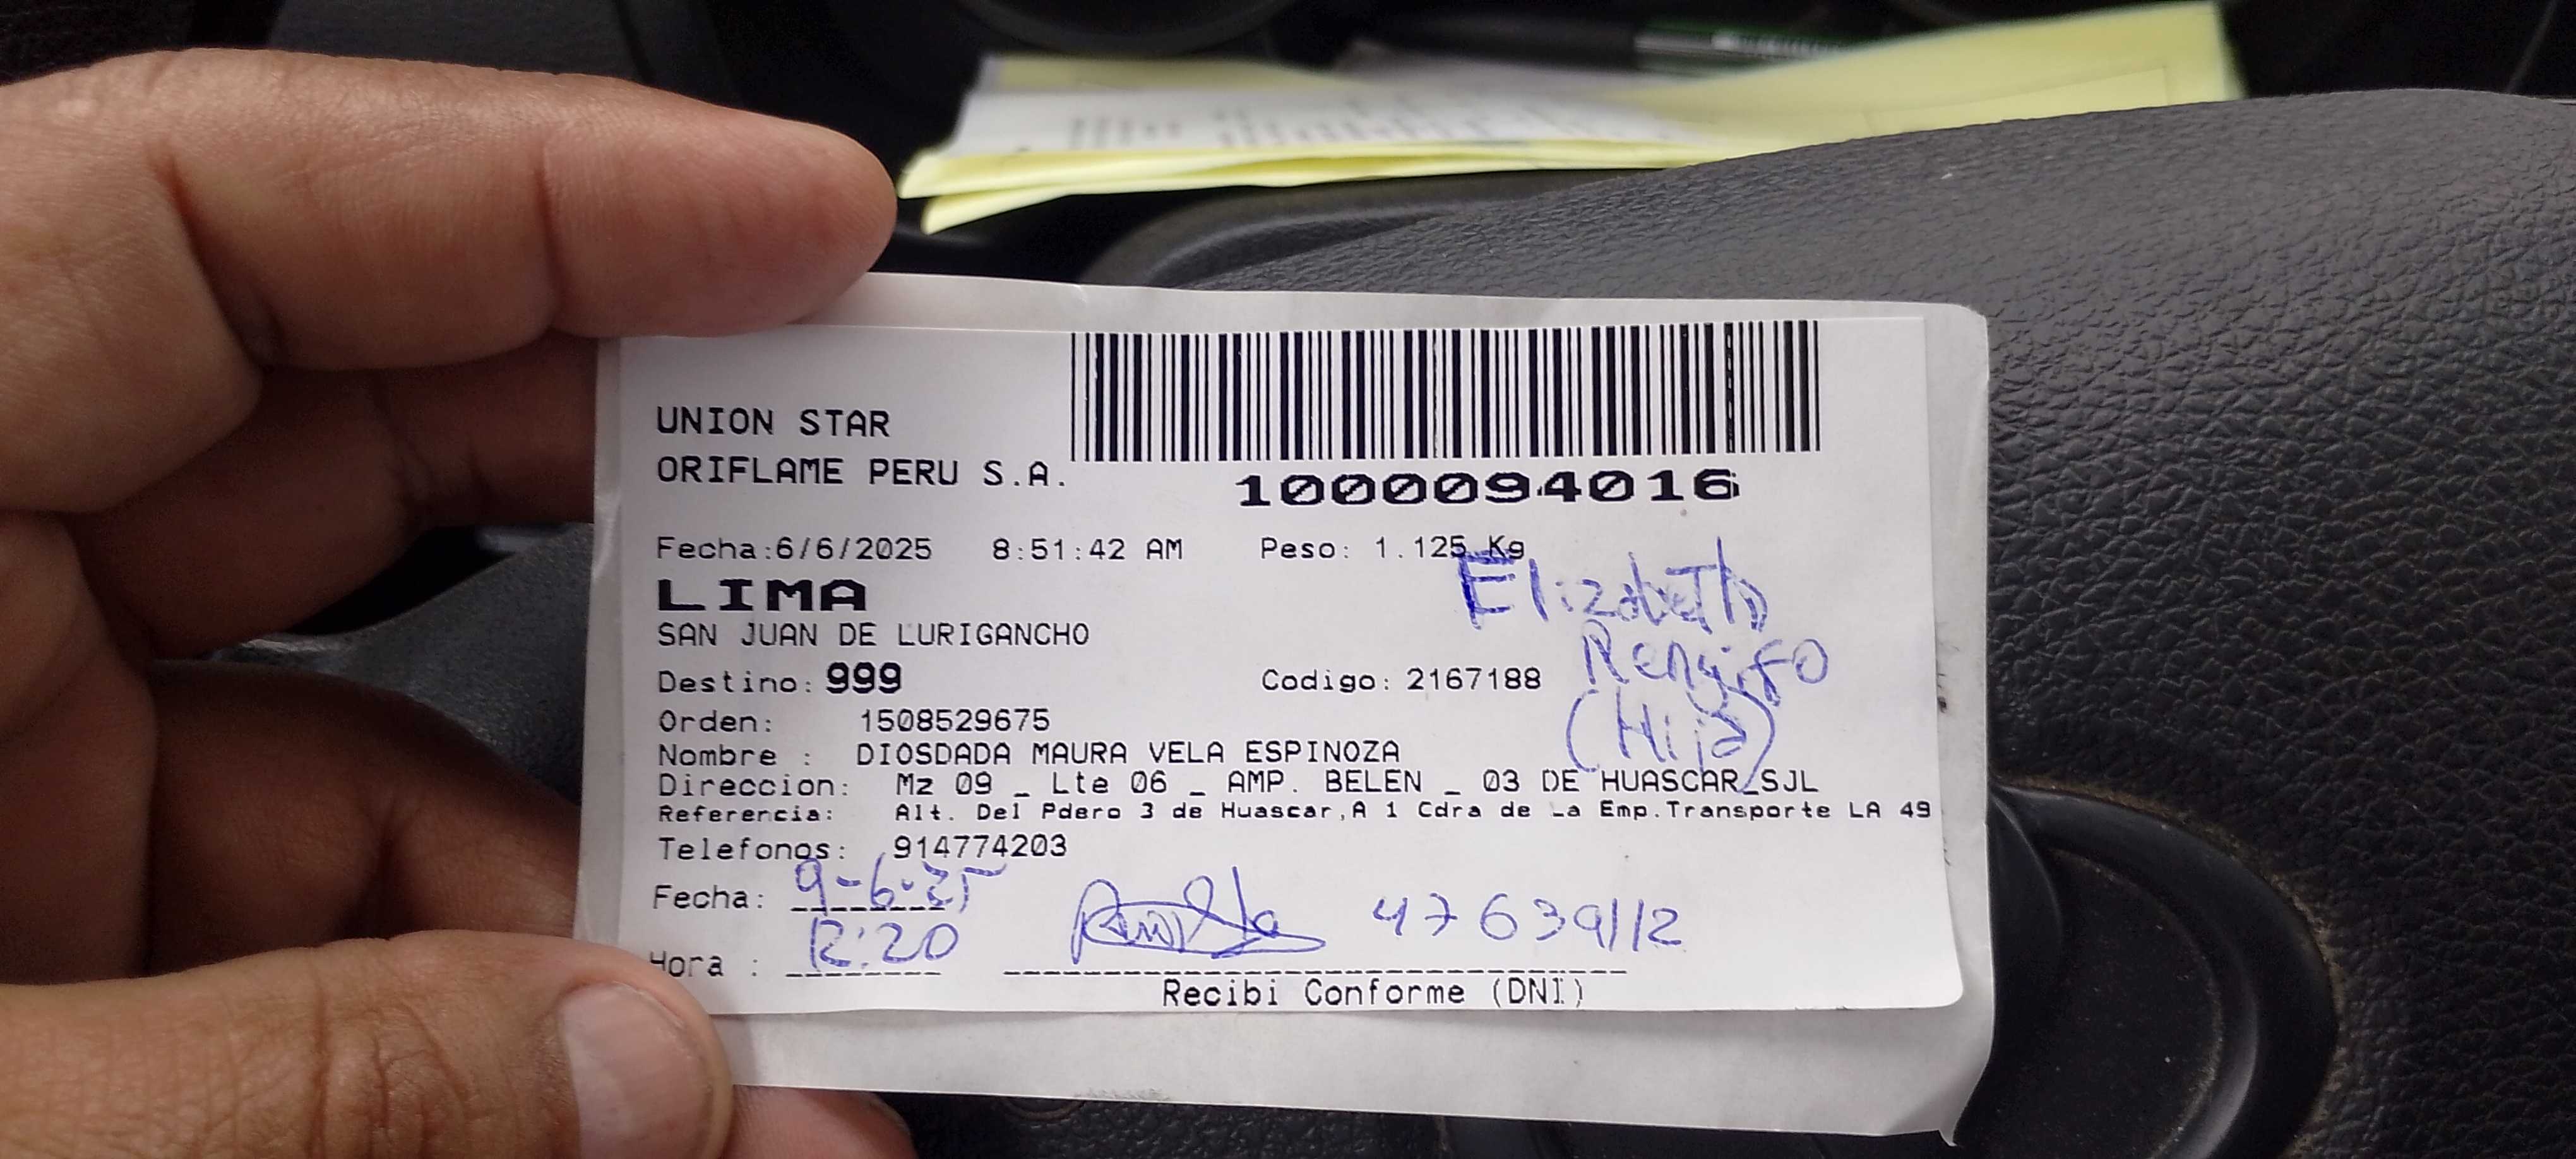 UNION STAR
ORIFLAME PERU S.A.
1000094016
Fecha:6/6/2025 8:51:42 AM Peso: 1.125 Kg
Elizabeth
LIMA
SAN JUAN DE LURIGANCHO
Rengifo
Destino: 999 Codigo: 2167188
(Hija)
Orden: 1508529675
Nombre : DIOSDADA MAURA VELA ESPINOZA
Direccion: Mz 09 _ Lte 06 _ AMP. BELEN _ 03 DE HUASCAR_SJL
Referencia: Alt. Del Pdero 3 de Huascar,A 1 Cdra de La Emp.Transporte LA 49
Telefonos: 914774203
Fecha: 9-6-25
Hora : 12:20
47639112
Recibi Conforme (DNI)